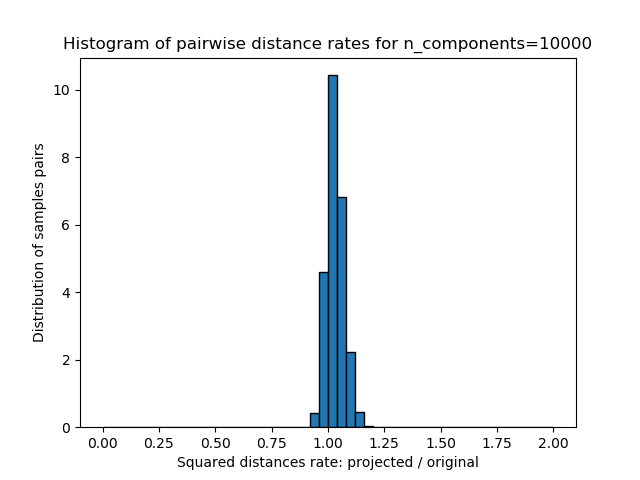 Histogram of pairwise distance rates for n_components=10000
Distribution of samples pairs
10
8
6
4
2
0
0.00 0.25 0.50 0.75 1.00 1.25 1.50 1.75 2.00
Squared distances rate: projected / original